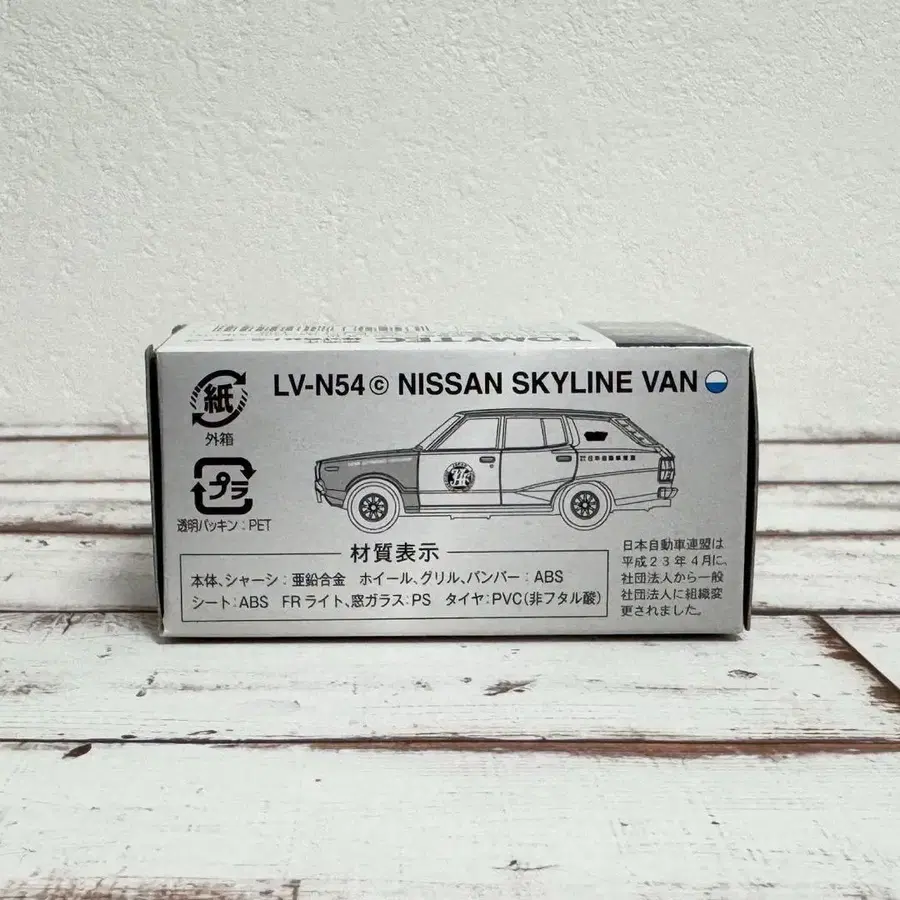 TOMYTEC
LV-N54 © NISSAN SKYLINE VAN
紙
外箱
プラ
透明パッキン：PET
JAF
材質表示
本体、シャーシ：亜鉛合金　ホイール、グリル、バンパー：ABS
シート：ABS　FRライト、窓ガラス：PS　タイヤ：PVC（非フタル酸）
日本自動車連盟は
平成23年4月に、
社団法人から一般
社団法人に組織変
更されました。